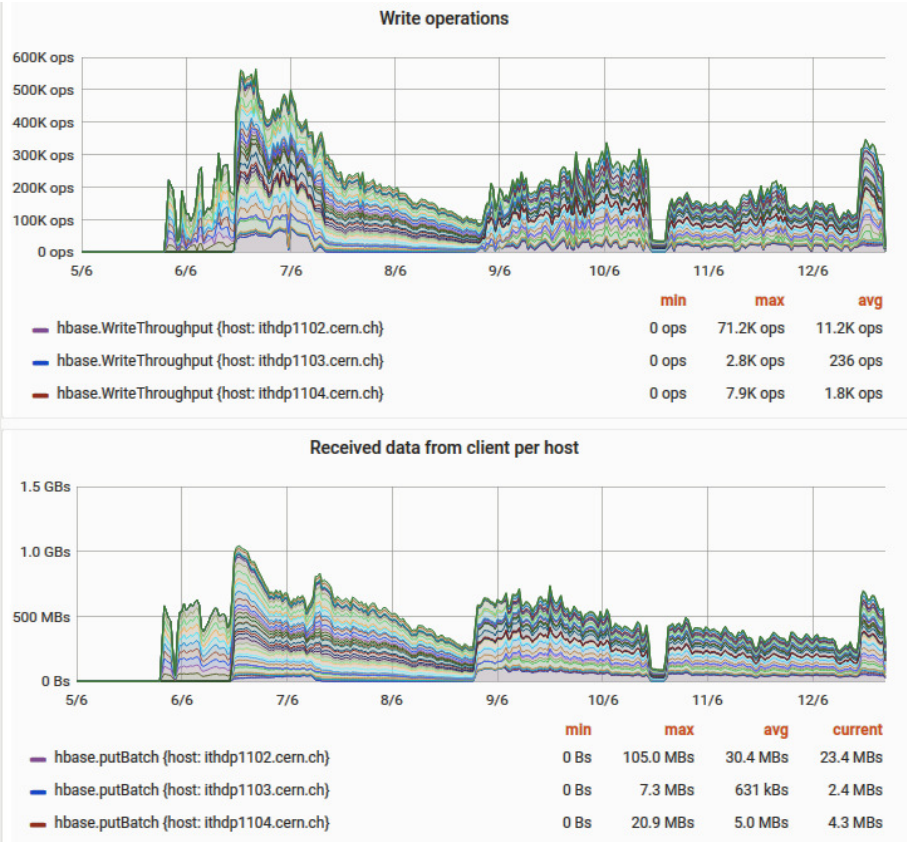 Write operations
600K ops
500K ops
400K ops
300K ops
200K ops
100K ops
0 ops
5/6 6/6 7/6 8/6 9/6 10/6 11/6 12/6
min max avg
hbase.WriteThroughput {host: ithdp1102.cern.ch} 0 ops 71.2K ops 11.2K ops
hbase.WriteThroughput {host: ithdp1103.cern.ch} 0 ops 2.8K ops 236 ops
hbase.WriteThroughput {host: ithdp1104.cern.ch} 0 ops 7.9K ops 1.8K ops
Received data from client per host
1.5 GBs
1.0 GBs
500 MBs
0 Bs
5/6 6/6 7/6 8/6 9/6 10/6 11/6 12/6
min max avg current
hbase.putBatch {host: ithdp1102.cern.ch} 0 Bs 105.0 MBs 30.4 MBs 23.4 MBs
hbase.putBatch {host: ithdp1103.cern.ch} 0 Bs 7.3 MBs 631 kBs 2.4 MBs
hbase.putBatch {host: ithdp1104.cern.ch} 0 Bs 20.9 MBs 5.0 MBs 4.3 MBs